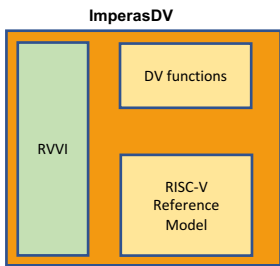 ImperasDV
DV functions
RVVI
RISC-V
Reference
Model